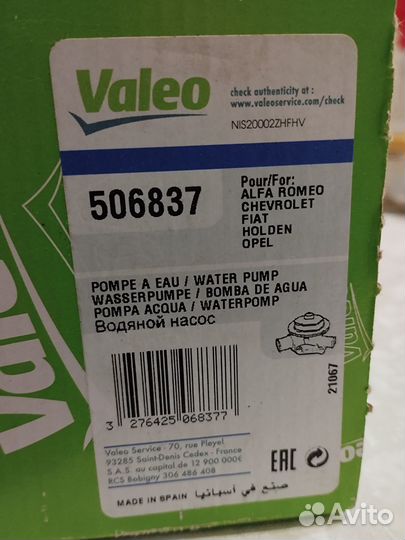 Valeo
check authenticity at :
www.valeoservice.com/check
NIS20002ZHFHV
506837
Pour/For:
ALFA ROMEO
CHEVROLET
FIAT
HOLDEN
OPEL
POMPE A EAU / WATER PUMP
WASSERPUMPE / BOMBA DE AGUA
POMPA ACQUA / WATERPOMP
Водяной насос
21067
3 276425 068377
Valeo Service - 70, rue Pleyel
93285 Saint-Denis Cedex - France
S.A.S. au capital de 12 900 000€
RCS Bobigny 306 486 408
EAC
MADE IN SPAIN صنع في أسبانيا
Valeo
Avito